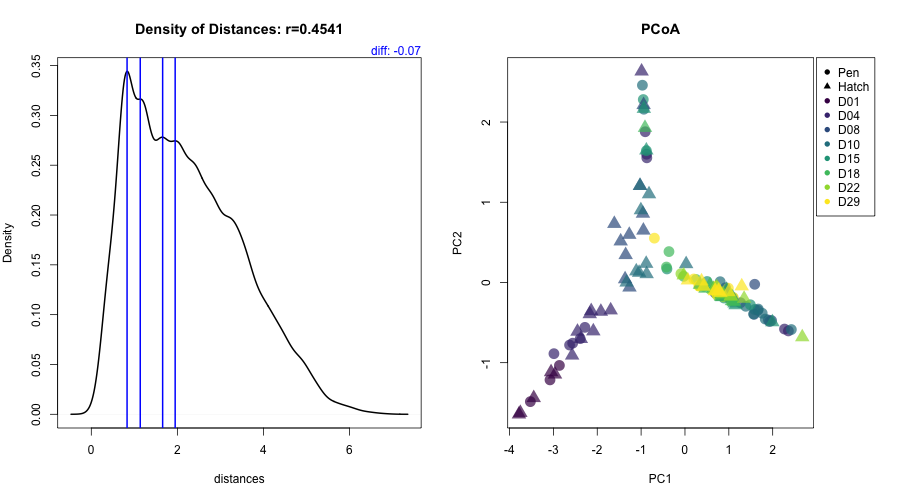 Density of Distances: r=0.4541
diff: -0.07
Density
0.00
0.05
0.10
0.15
0.20
0.25
0.30
0.35
0
2
4
6
distances
PCoA
PC2
-1
0
1
2
-4
-3
-2
-1
0
1
2
PC1
Pen
Hatch
D01
D04
D08
D10
D15
D18
D22
D29